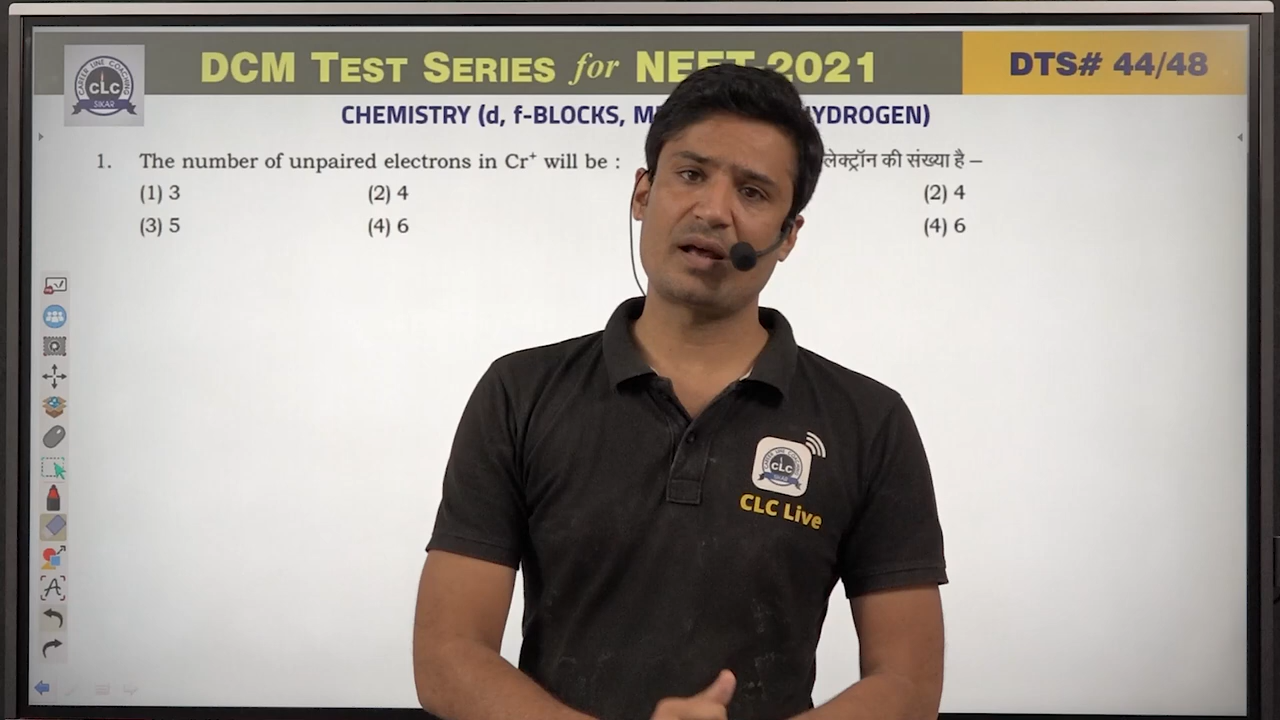 DCM TEST SERIES for NEET 2021
DTS# 44/48
CAREER LINE COACHING
CLC
SIKAR
CHEMISTRY (d, f-BLOCKS,
1. The number of unpaired electrons in Cr⁺ will be :
की संख्या है –
(1) 3 (2) 4 (2) 4
(3) 5 (4) 6 (4) 6
CLC
CLC Live